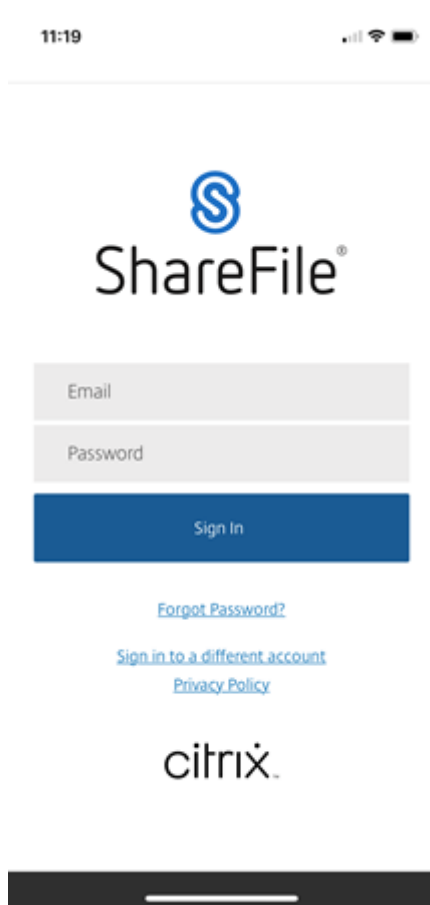 11:19
ShareFile®
Email
Password
Sign In
Forgot Password?
Sign in to a different account
Privacy Policy
citrix